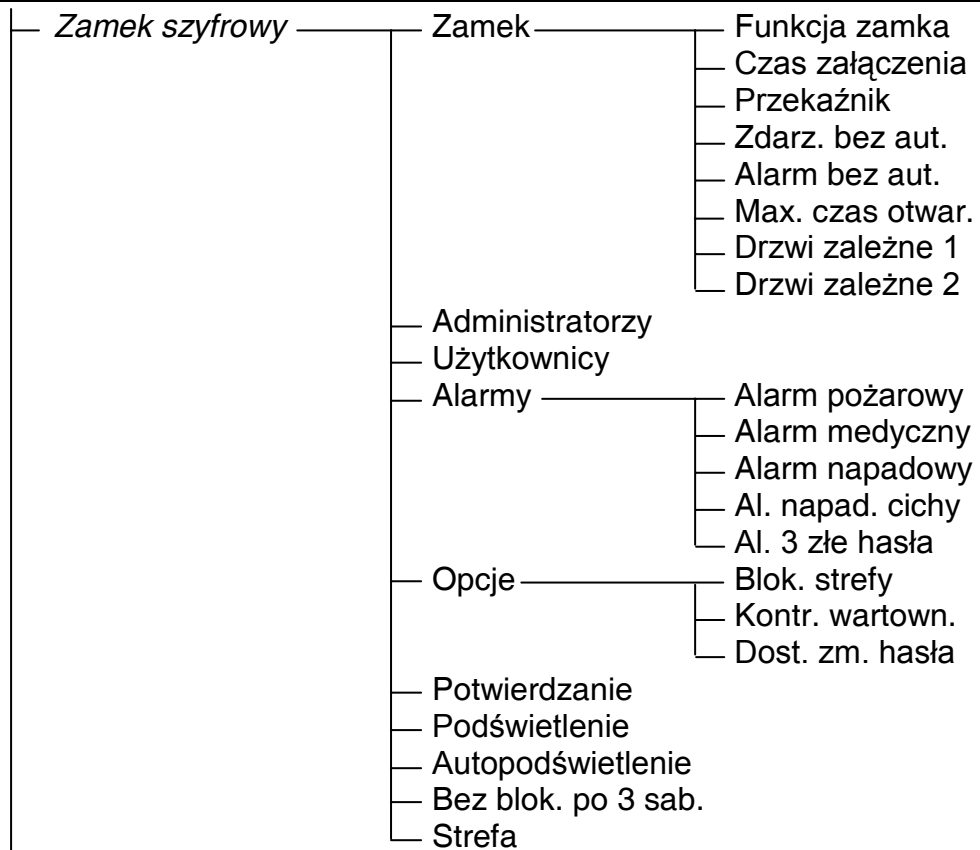 Zamek szyfrowy Zamek Funkcja zamka
Czas załączenia
Przekaźnik
Zdarz. bez aut.
Alarm bez aut.
Max. czas otwar.
Drzwi zależne 1
Drzwi zależne 2
Administratorzy
Użytkownicy
Alarmy Alarm pożarowy
Alarm medyczny
Alarm napadowy
Al. napad. cichy
Al. 3 złe hasła
Opcje Blok. strefy
Kontr. wartown.
Dost. zm. hasła
Potwierdzanie
Podświetlenie
Autopodświetlenie
Bez blok. po 3 sab.
Strefa